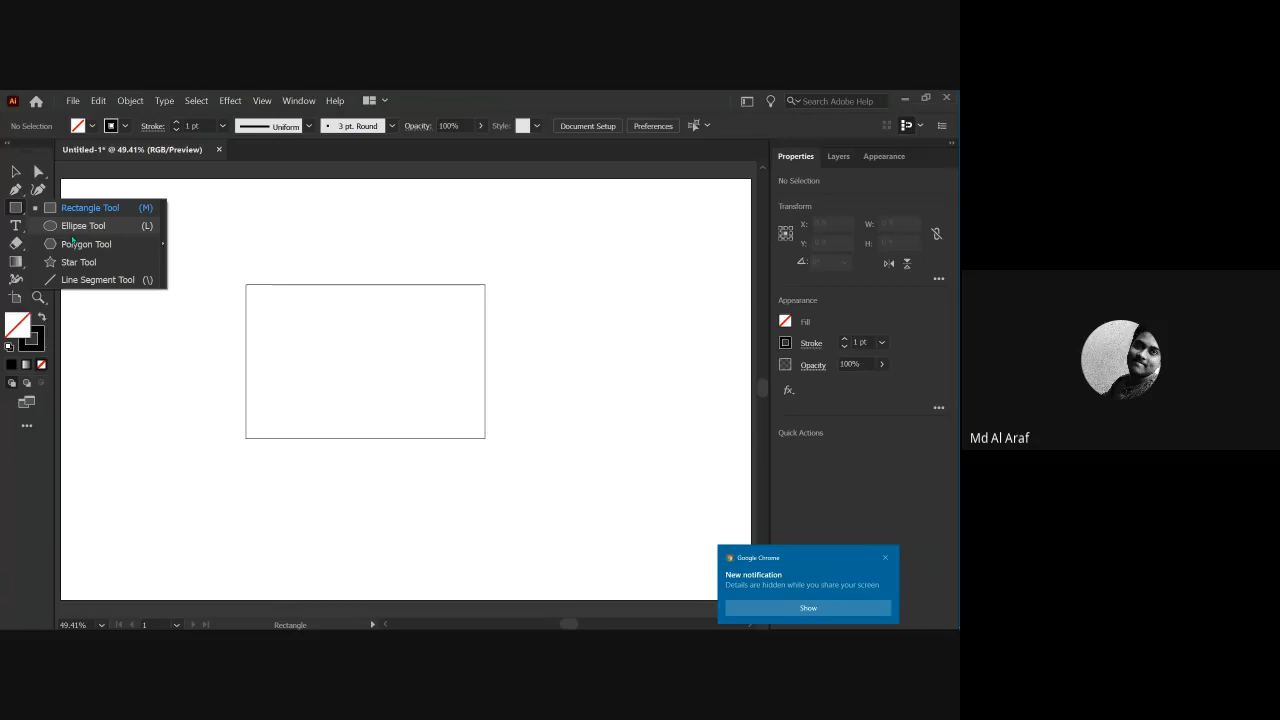 Ai File Edit Object Type Select Effect View Window Help Search Adobe Help
No Selection Stroke: 1 pt Uniform 3 pt. Round Opacity: 100% Style: Document Setup Preferences
Untitled-1* @ 49.41% (RGB/Preview)
Rectangle Tool (M)
Ellipse Tool (L)
Polygon Tool
Star Tool
Line Segment Tool (\)
T
Properties Layers Appearance
No Selection
Transform
X: W:
Y: H:
Appearance
Fill
Stroke 1 pt
Opacity 100%
fx.
Quick Actions
Google Chrome
New notification
Details are hidden while you share your screen
Show
49.41% 1 Rectangle
Md Al Araf